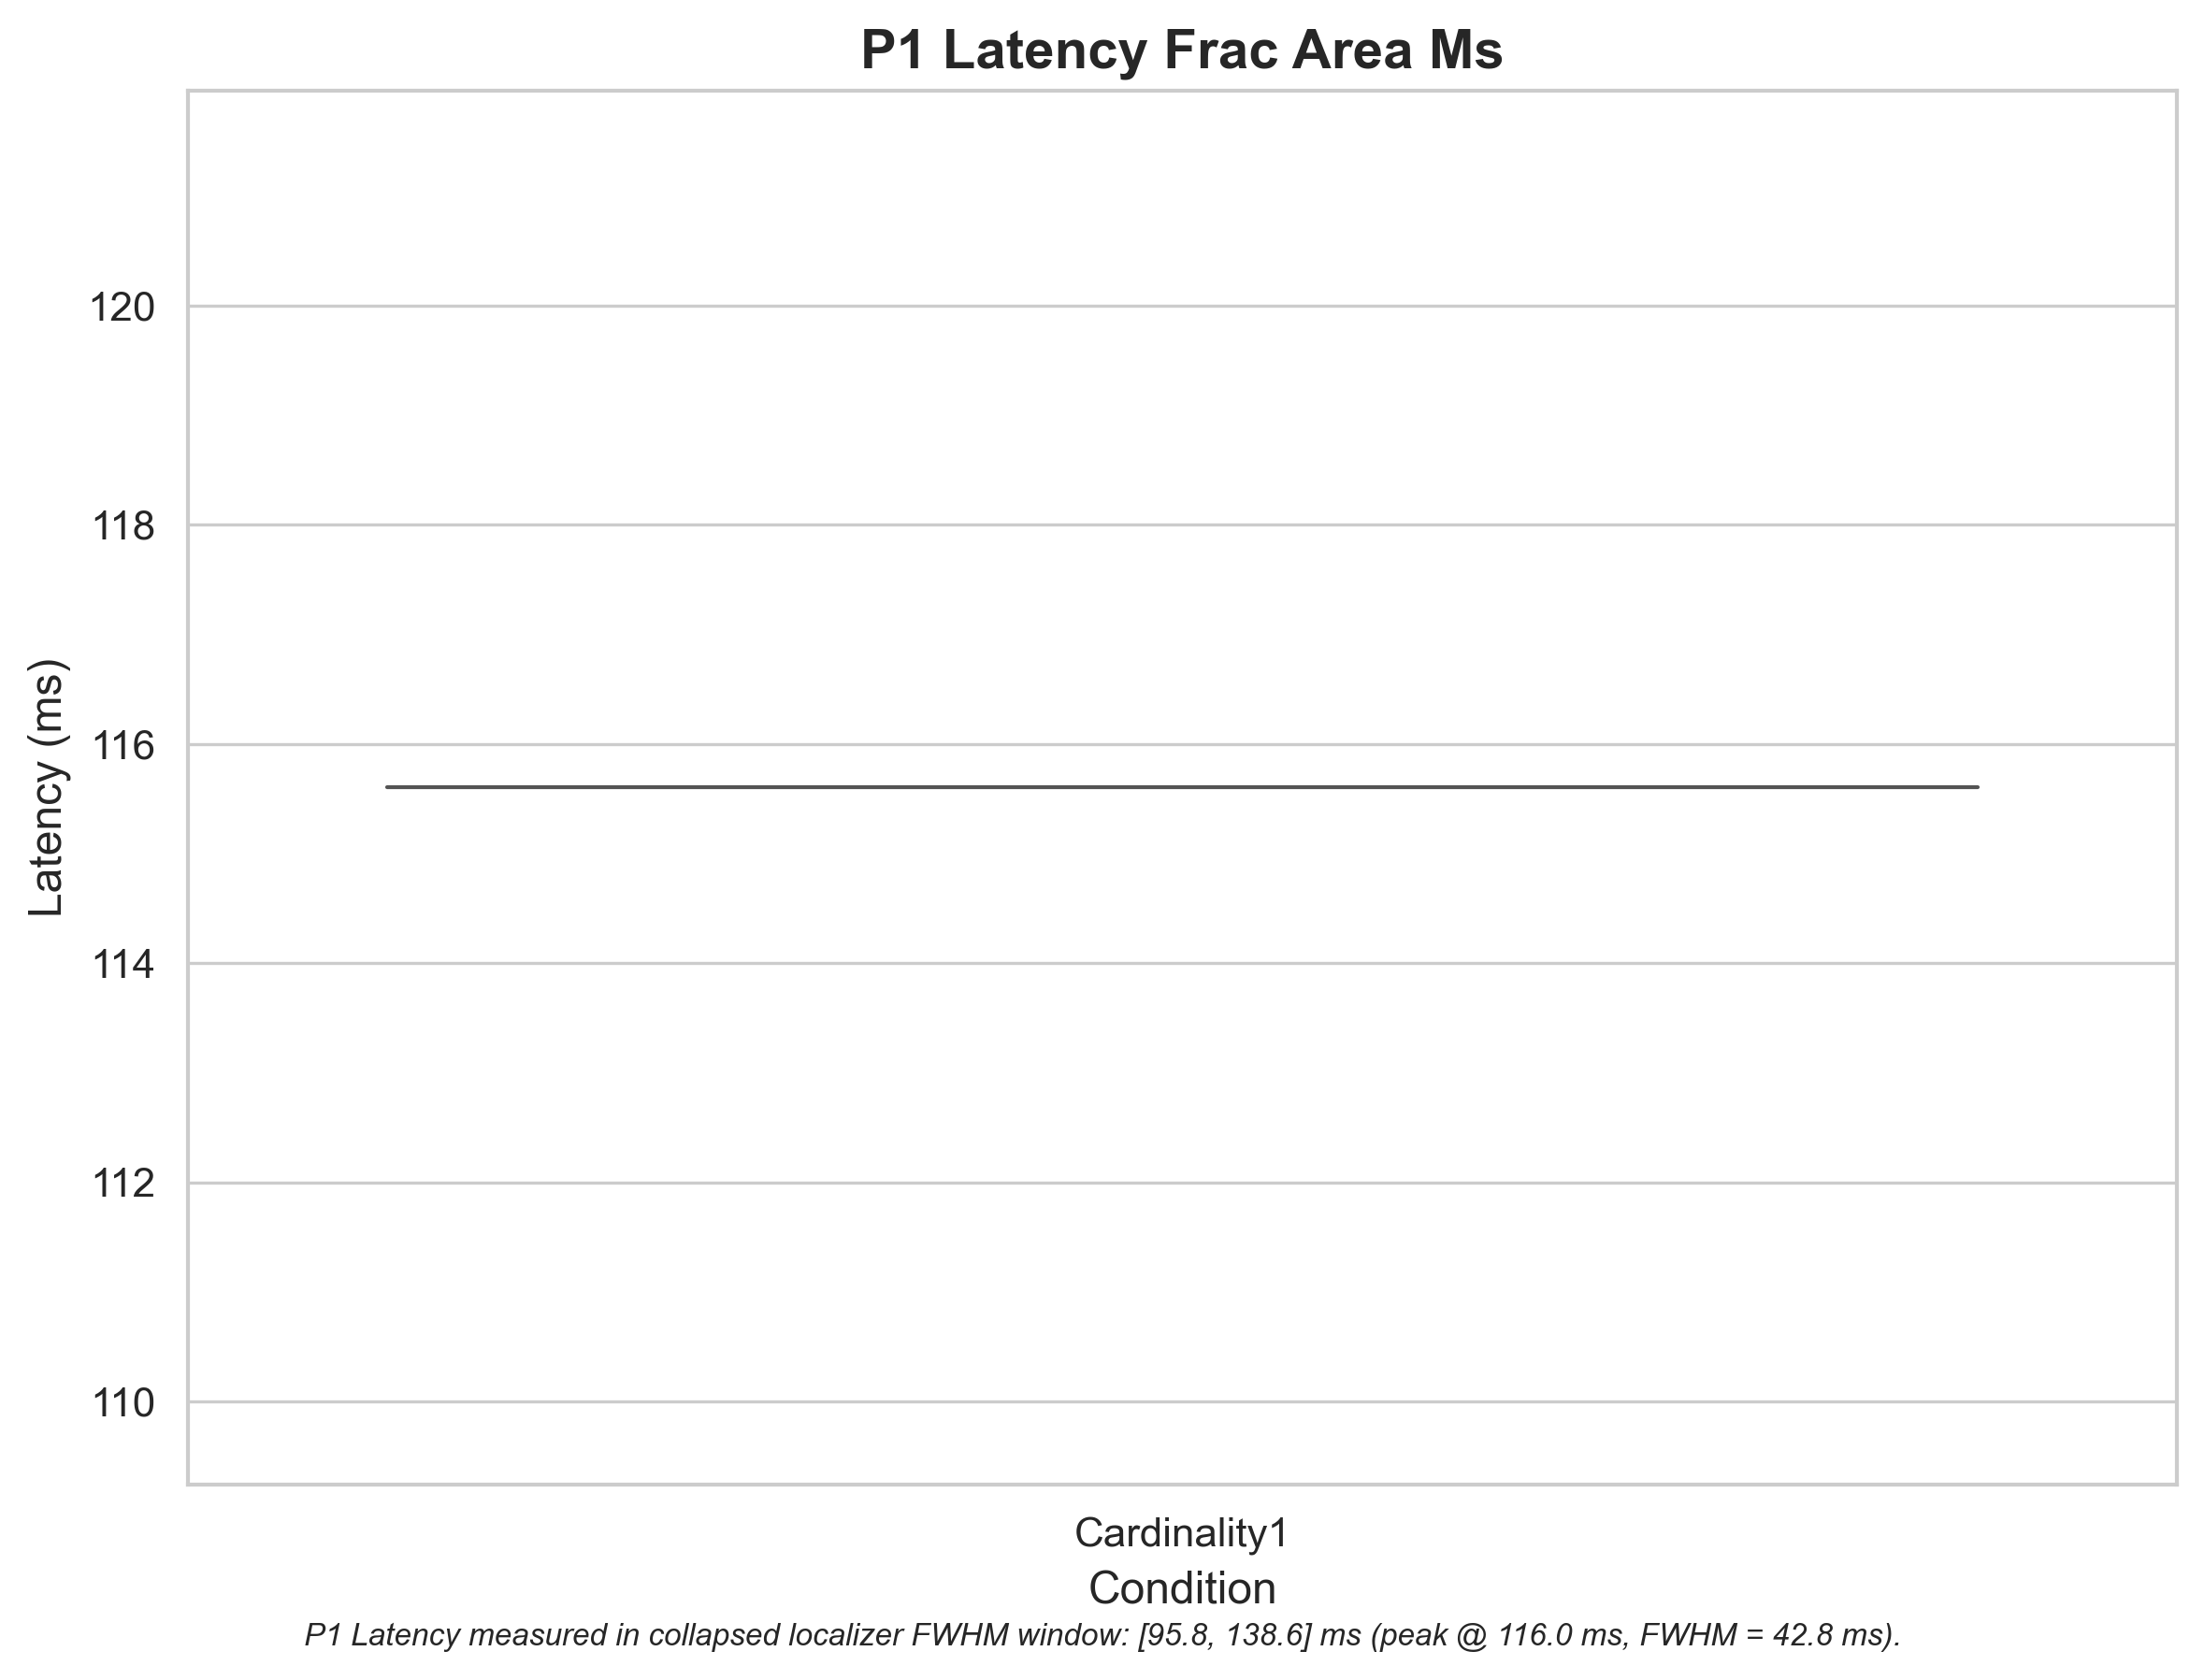 P1 Latency Frac Area Ms
Latency (ms)
120
118
116
114
112
110
Cardinality1
Condition
P1 Latency measured in collapsed localizer FWHM window: [95.8, 138.6] ms (peak @ 116.0 ms, FWHM = 42.8 ms).